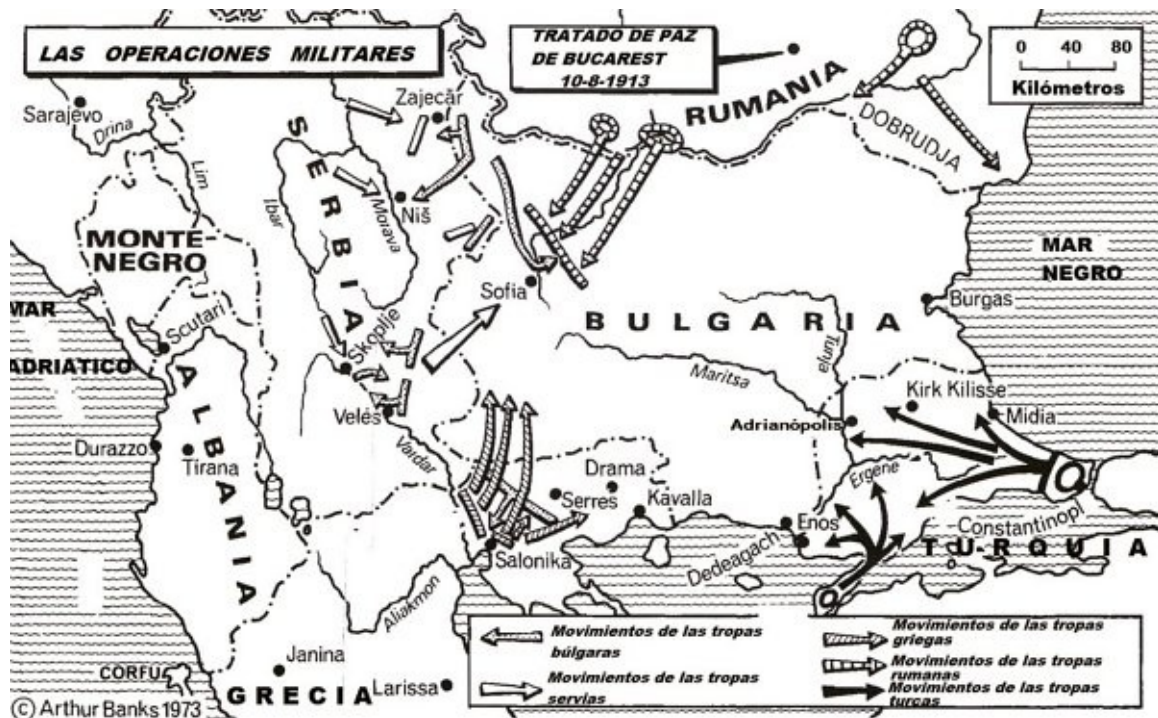 LAS OPERACIONES MILITARES
TRATADO DE PAZ
DE BUCAREST
10-8-1913
0 40 80
Kilómetros
RUMANIA
DOBRUDJA
Sarajevo
Drina
Zajecăr
SERBIA
Lim
Ibar
Morava
Niš
MONTE-
NEGRO
MAR
NEGRO
Sofia
Burgas
BULGARIA
MAR
ADRIATICO
Scutari
Skoplje
Tunja
Maritsa
Kirk Kilisse
Midia
Velés
Adrianópolis
ALBANIA
Durazzo
Tirana
Vardar
Drama
Serres
Kavalla
Ergene
Enos
Constantinopl
Dedeagach
TURQUIA
Salonika
Aliakmon
Movimientos de las tropas
búlgaras
Movimientos de las tropas
servias
Movimientos de las tropas
griegas
Movimientos de las tropas
rumanas
Movimientos de las tropas
turcas
CORFU
Janina
GRECIA
Larissa
© Arthur Banks 1973